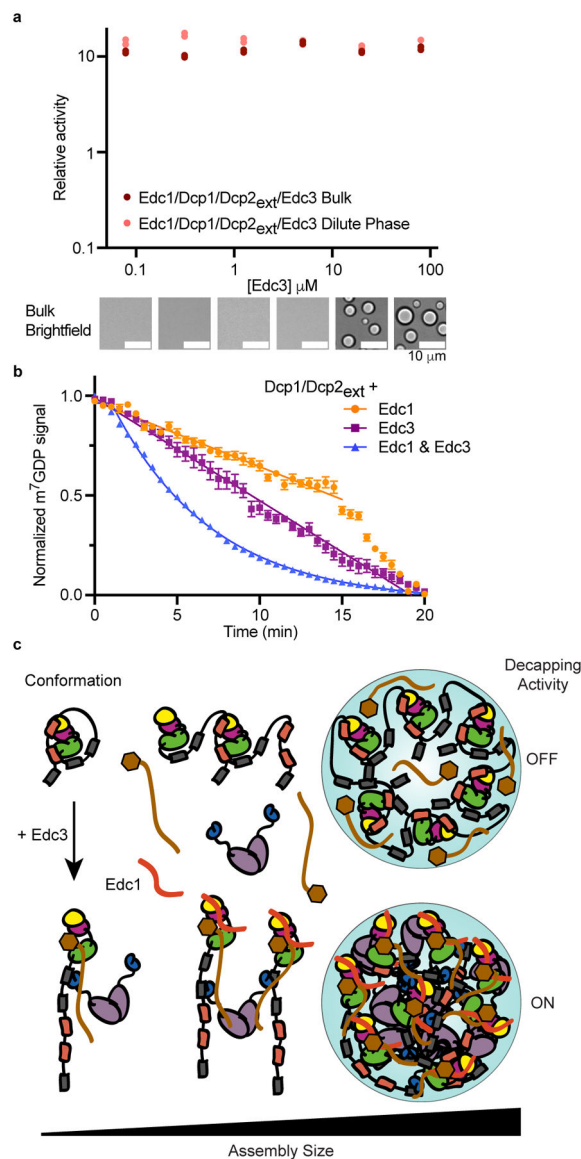 a
10
1
0.1
Relative activity
Edc1/Dcp1/Dcp2ext/Edc3 Bulk
Edc1/Dcp1/Dcp2ext/Edc3 Dilute Phase
0.1 1 10 100
[Edc3] μM
Bulk
Brightfield
10 μm
b
Dcp1/Dcp2ext +
Edc1
Edc3
Edc1 & Edc3
1.0
0.5
0.0
Normalized m⁷GDP signal
0 5 10 15 20
Time (min)
c
Conformation
Decapping
Activity
OFF
+ Edc3
Edc1
ON
Assembly Size